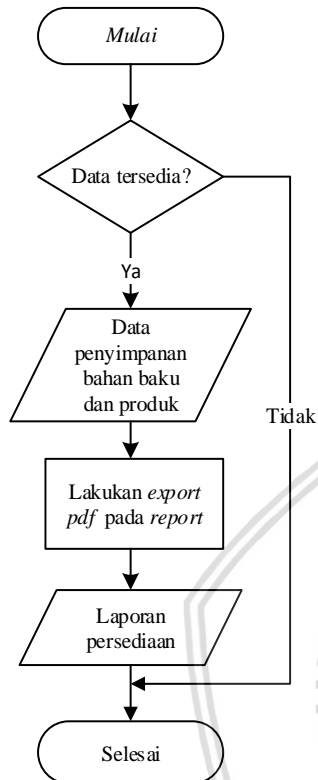 Mulai
Data tersedia?
Ya
Data
penyimpanan
bahan baku
dan produk
Tidak
Lakukan export
pdf pada report
Laporan
persediaan
Selesai